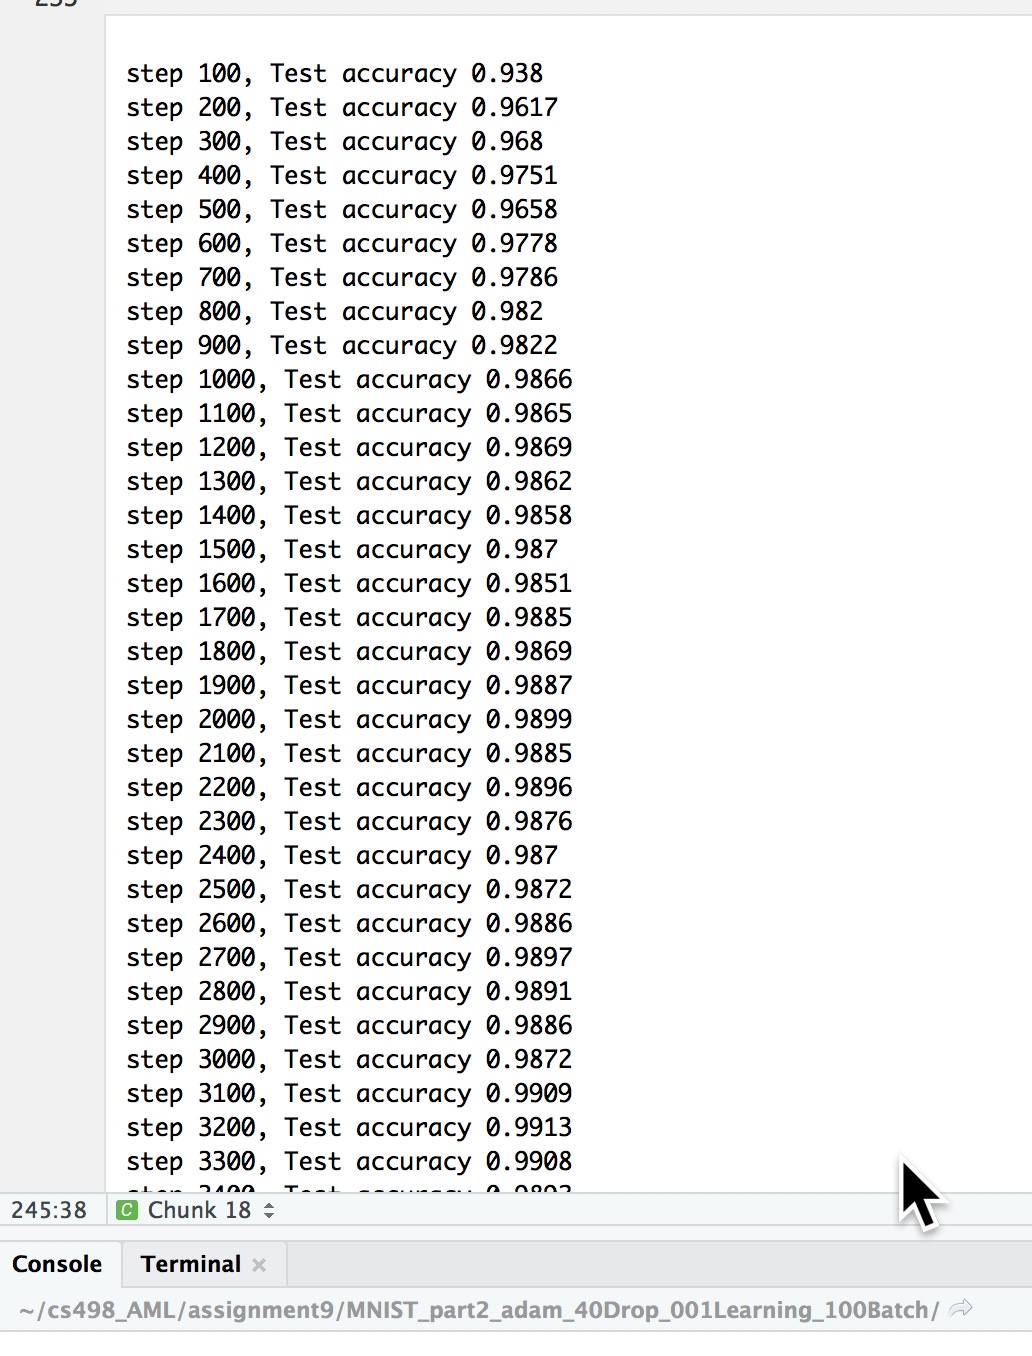 step 100, Test accuracy 0.938
step 200, Test accuracy 0.9617
step 300, Test accuracy 0.968
step 400, Test accuracy 0.9751
step 500, Test accuracy 0.9658
step 600, Test accuracy 0.9778
step 700, Test accuracy 0.9786
step 800, Test accuracy 0.982
step 900, Test accuracy 0.9822
step 1000, Test accuracy 0.9866
step 1100, Test accuracy 0.9865
step 1200, Test accuracy 0.9869
step 1300, Test accuracy 0.9862
step 1400, Test accuracy 0.9858
step 1500, Test accuracy 0.987
step 1600, Test accuracy 0.9851
step 1700, Test accuracy 0.9885
step 1800, Test accuracy 0.9869
step 1900, Test accuracy 0.9887
step 2000, Test accuracy 0.9899
step 2100, Test accuracy 0.9885
step 2200, Test accuracy 0.9896
step 2300, Test accuracy 0.9876
step 2400, Test accuracy 0.987
step 2500, Test accuracy 0.9872
step 2600, Test accuracy 0.9886
step 2700, Test accuracy 0.9897
step 2800, Test accuracy 0.9891
step 2900, Test accuracy 0.9886
step 3000, Test accuracy 0.9872
step 3100, Test accuracy 0.9909
step 3200, Test accuracy 0.9913
step 3300, Test accuracy 0.9908
step 3400, Test accuracy
245:38 C Chunk 18
Console Terminal
~/cs498_AML/assignment9/MNIST_part2_adam_40Drop_001Learning_100Batch/